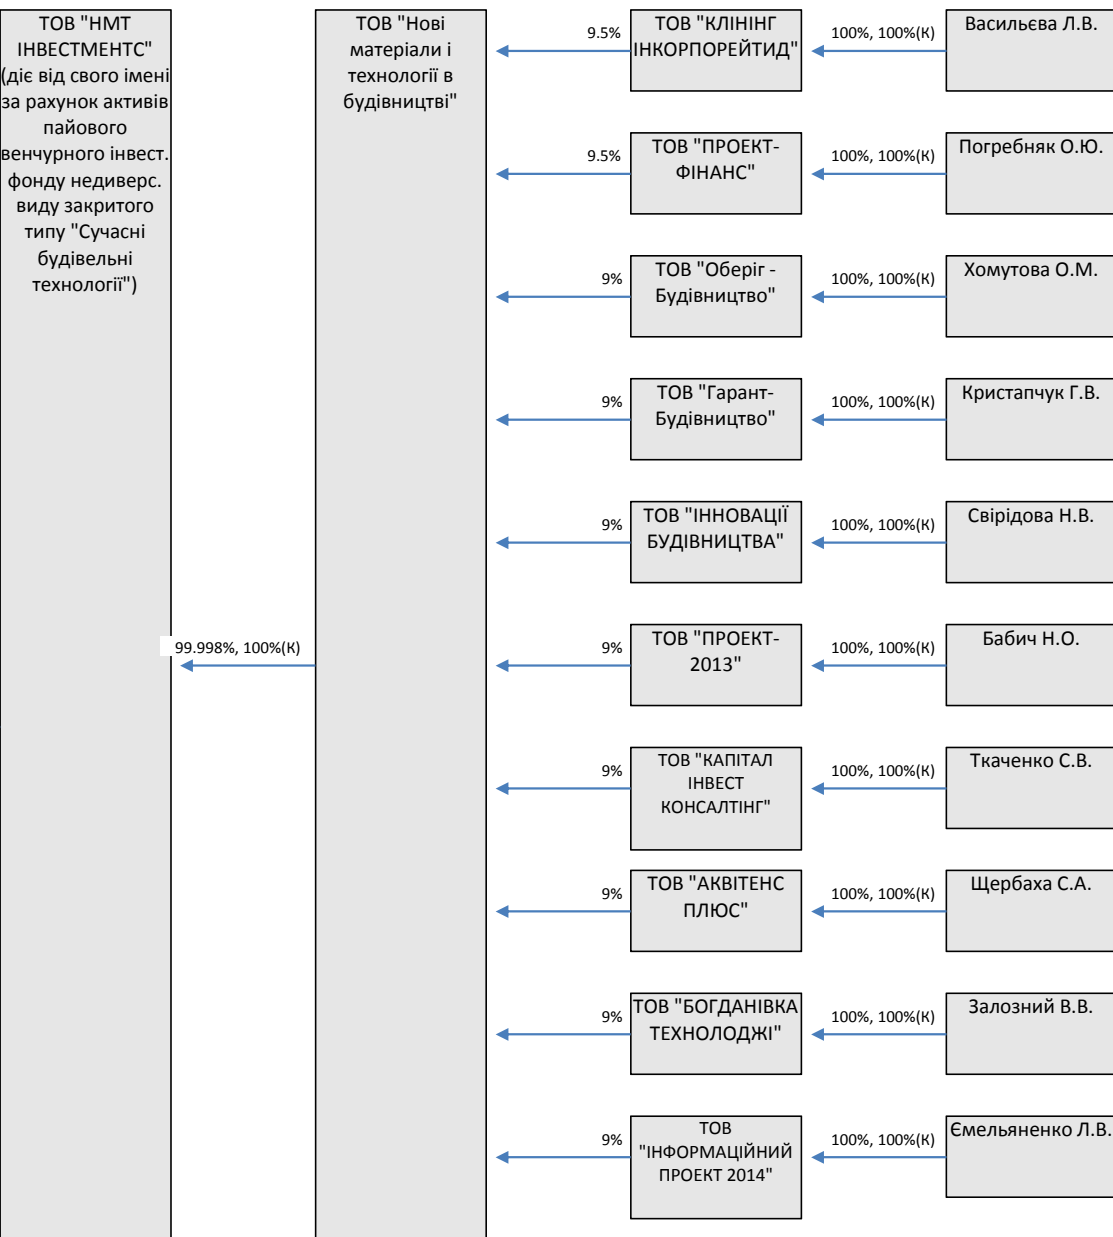 ТОВ "НМТ
ІНВЕСТМЕНТС"
(діє від свого імені
за рахунок активів
пайового
венчурного інвест.
фонду недиверс.
виду закритого
типу "Сучасні
будівельні
технології")
99.998%, 100%(К)
ТОВ "Нові
матеріали і
технології в
будівництві"
9.5%
ТОВ "КЛІНІНГ
ІНКОРПОРЕЙТИД"
100%, 100%(К)
Васильєва Л.В.
9.5%
ТОВ "ПРОЕКТ-
ФІНАНС"
100%, 100%(К)
Погребняк О.Ю.
9%
ТОВ "Оберіг -
Будівництво"
100%, 100%(К)
Хомутова О.М.
9%
ТОВ "Гарант-
Будівництво"
100%, 100%(К)
Кристапчук Г.В.
9%
ТОВ "ІННОВАЦІЇ
БУДІВНИЦТВА"
100%, 100%(К)
Свірідова Н.В.
9%
ТОВ "ПРОЕКТ-
2013"
100%, 100%(К)
Бабич Н.О.
9%
ТОВ "КАПІТАЛ
ІНВЕСТ
КОНСАЛТІНГ"
100%, 100%(К)
Ткаченко С.В.
9%
ТОВ "АКВІТЕНС
ПЛЮС"
100%, 100%(К)
Щербаха С.А.
9%
ТОВ "БОГДАНІВКА
ТЕХНОЛОДЖІ"
100%, 100%(К)
Залозний В.В.
9%
ТОВ
"ІНФОРМАЦІЙНИЙ
ПРОЕКТ 2014"
100%, 100%(К)
Ємельяненко Л.В.